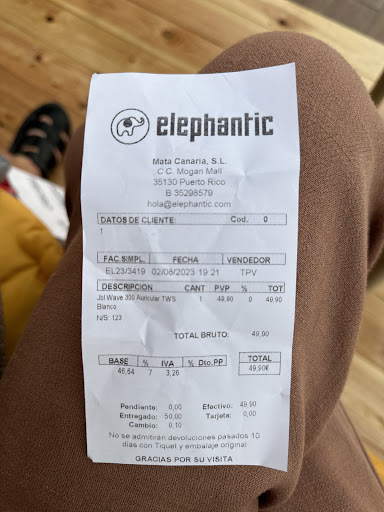 elephantic
Mata Canaria, S.L.
C.C. Mogan Mall
35130 Puerto Rico
B 35298579
hola@elephantic.com
DATOS DE CLIENTE: Cod. 0
1
FAC.SIMPL. FECHA VENDEDOR
EL23/3419 02/08/2023 19 21 TPV
DESCRIPCION CANT PVP % TOT
Jbl Wave 300 Auricular TWS 1 49,90 0 49,90
Blanco
N/S: 123
TOTAL BRUTO: 49,90
BASE % IVA % Dto.PP TOTAL
46,64 7 3,26 49,90€
Pendiente: 0,00 Efectivo: 49,90
Entregado: 50,00 Tarjeta: 0,00
Cambio: 0,10
No se admitirán devoluciones pasados 10
días con Tiquet y embalaje original
GRACIAS POR SU VISITA